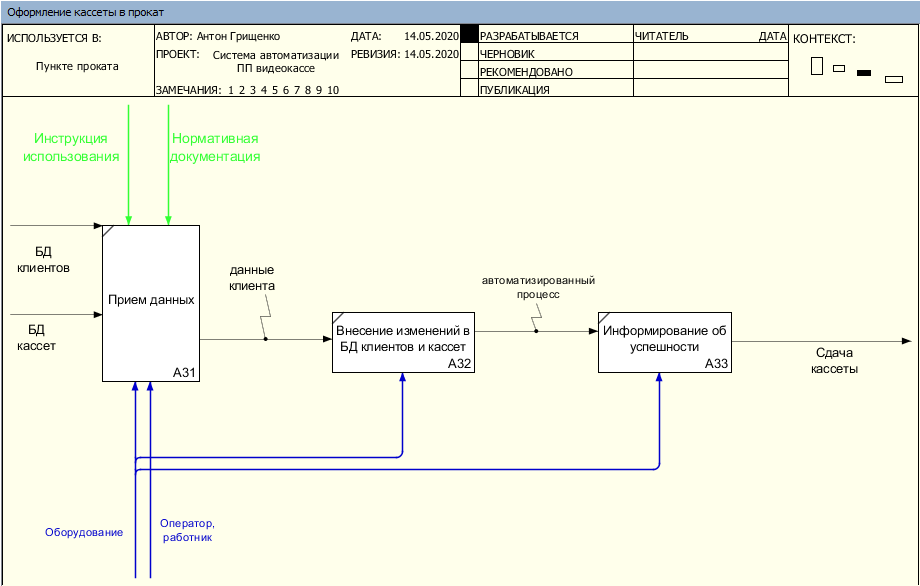 Оформление кассеты в прокат
ИСПОЛЬЗУЕТСЯ В:
Пункте проката
АВТОР: Антон Грищенко
ДАТА: 14.05.2020
ПРОЕКТ: Система автоматизации
ПП видеокассе
РЕВИЗИЯ: 14.05.2020
ЗАМЕЧАНИЯ: 1 2 3 4 5 6 7 8 9 10
РАЗРАБАТЫВАЕТСЯ
ЧЕРНОВИК
РЕКОМЕНДОВАНО
ПУБЛИКАЦИЯ
ЧИТАТЕЛЬ
ДАТА
КОНТЕКСТ:
Инструкция
использования
Нормативная
документация
БД
клиентов
БД
кассет
Прием данных
A31
данные
клиента
Внесение изменений в
БД клиентов и кассет
A32
автоматизированный
процесс
Информирование об
успешности
A33
Сдача
кассеты
Оборудование
Оператор,
работник